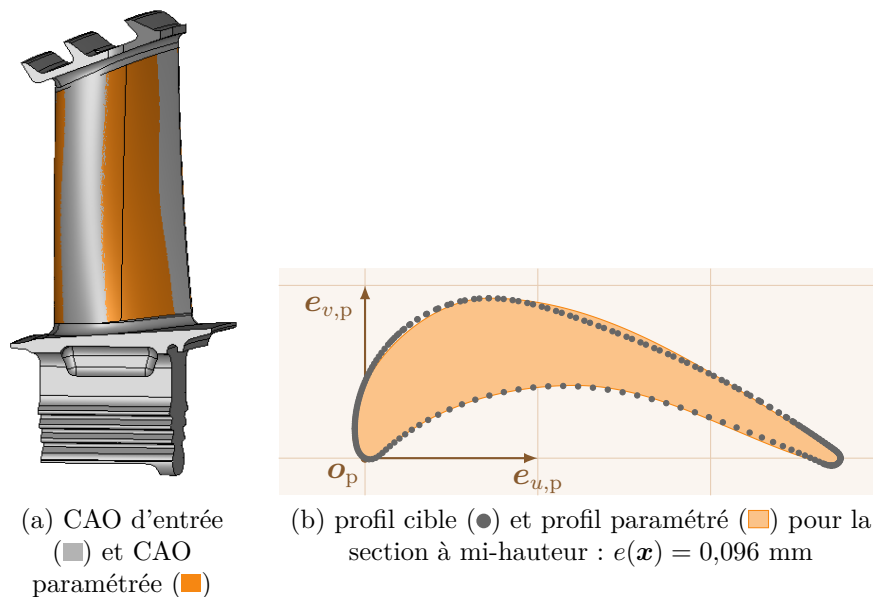 e_{v,p}
o_p
e_{u,p}
(a) CAO d'entrée
(■) et CAO
paramétrée (■)
(b) profil cible (●) et profil paramétré (■) pour la
section à mi-hauteur : e(x) = 0,096 mm